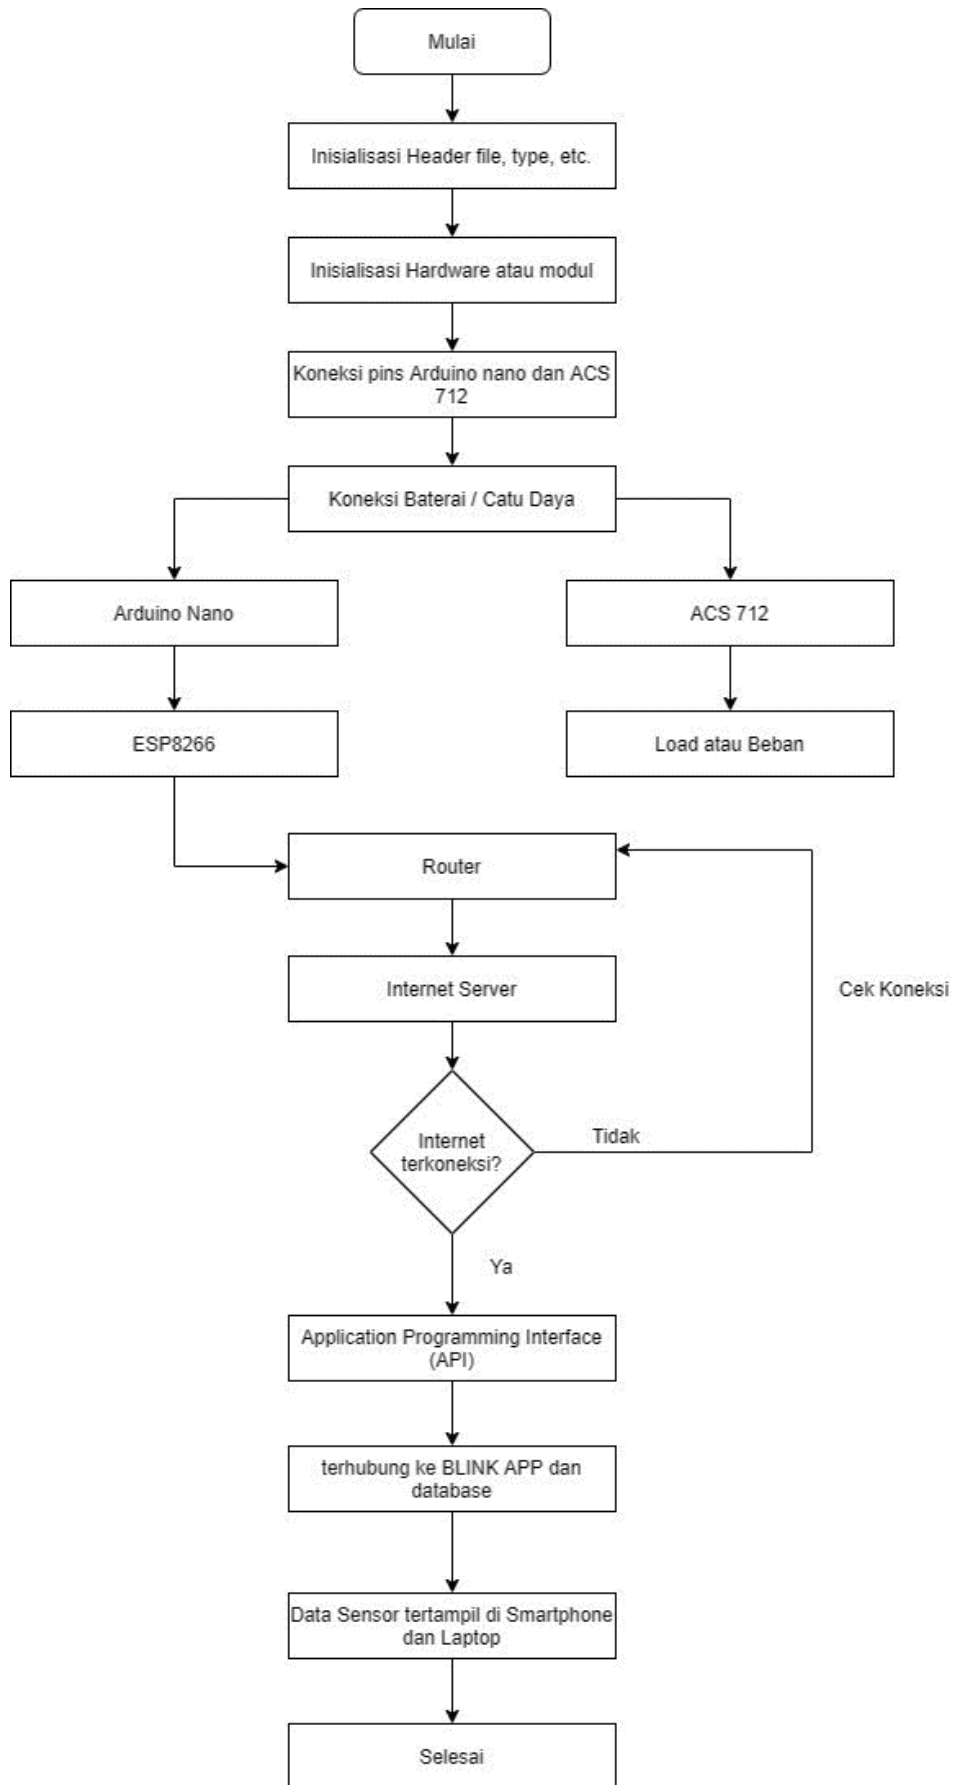 Mulai
Inisialisasi Header file, type, etc.
Inisialisasi Hardware atau modul
Koneksi pins Arduino nano dan ACS
712
Koneksi Baterai / Catu Daya
Arduino Nano
ACS 712
ESP8266
Load atau Beban
Router
Internet Server
Cek Koneksi
Internet
terkoneksi?
Tidak
Ya
Application Programming Interface
(API)
terhubung ke BLINK APP dan
database
Data Sensor tertampil di Smartphone
dan Laptop
Selesai